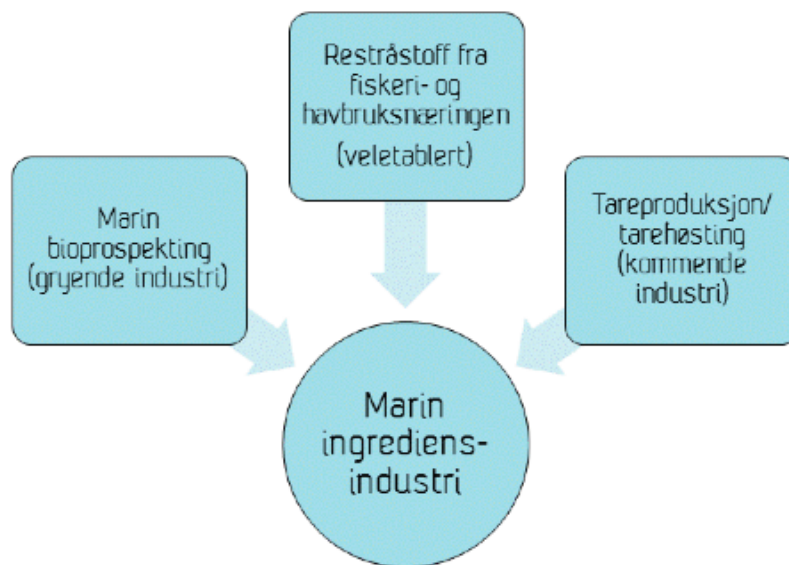 Restråstoff fra
fiskeri- og
havbruksnæringen
(veletablert)
Marin
bioprospekting
(gryende industri)
Tareproduksjon/
tarehøsting
(kommende
industri)
Marin
ingrediens-
industri